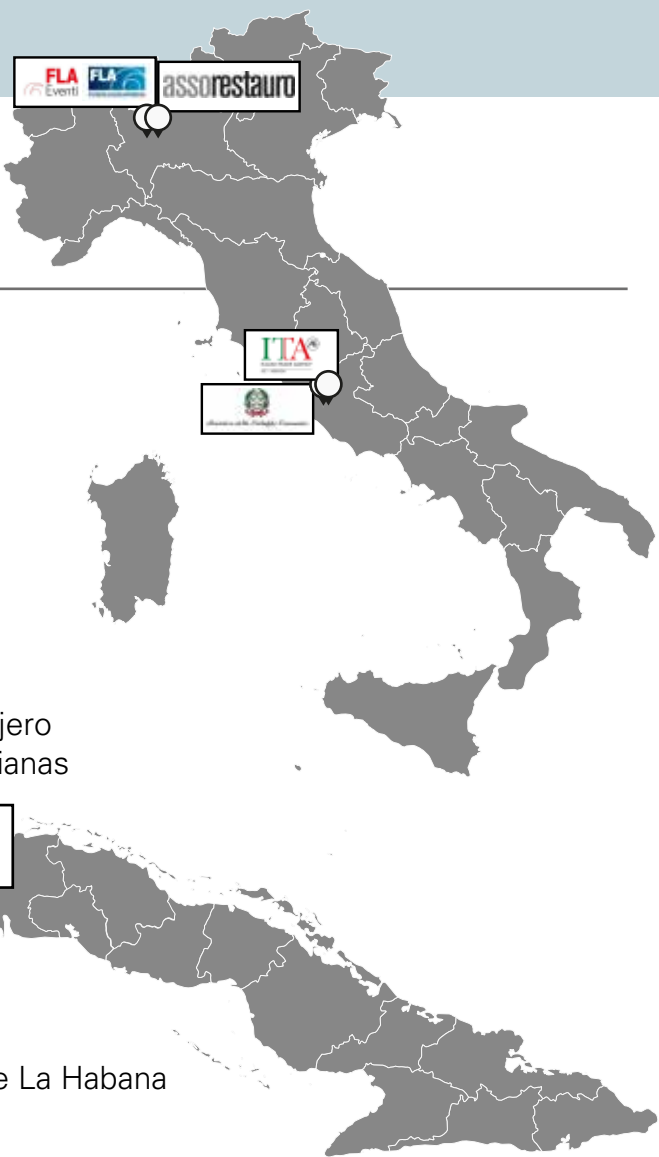 FLA
Eventi
FLA
assorestauro
ITA
jero
ianas
e La Habana